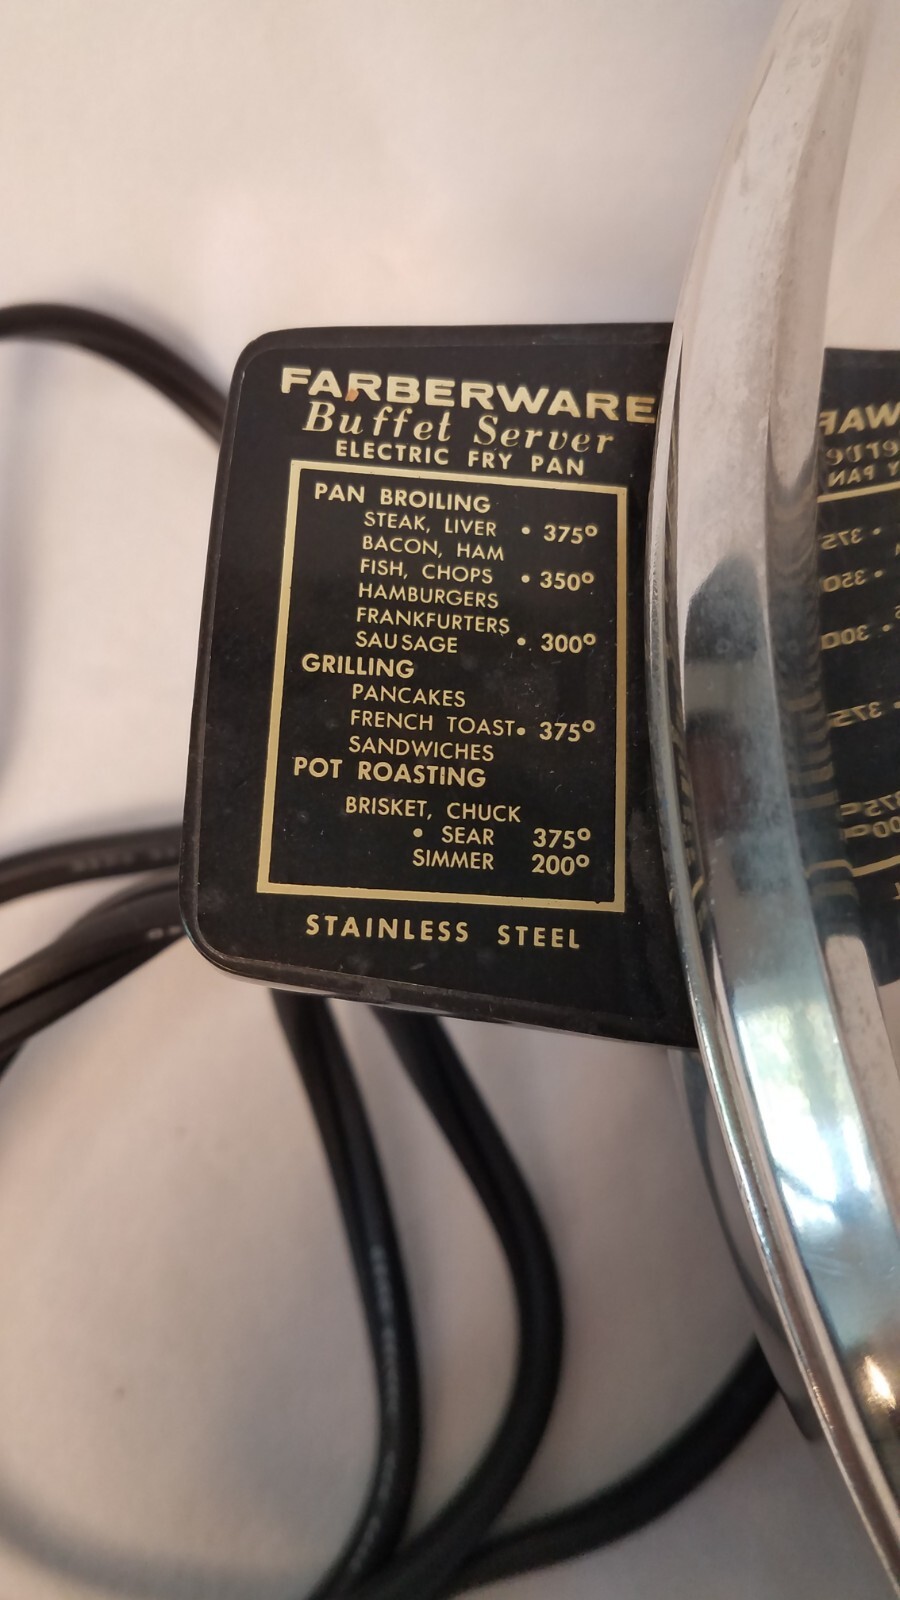 FARBERWARE
Buffet Server
ELECTRIC FRY PAN
PAN BROILING
STEAK, LIVER • 375°
BACON, HAM
FISH, CHOPS • 350°
HAMBURGERS
FRANKFURTERS
SAUSAGE • 300°
GRILLING
PANCAKES
FRENCH TOAST • 375°
SANDWICHES
POT ROASTING
BRISKET, CHUCK
• SEAR 375°
SIMMER 200°
STAINLESS STEEL